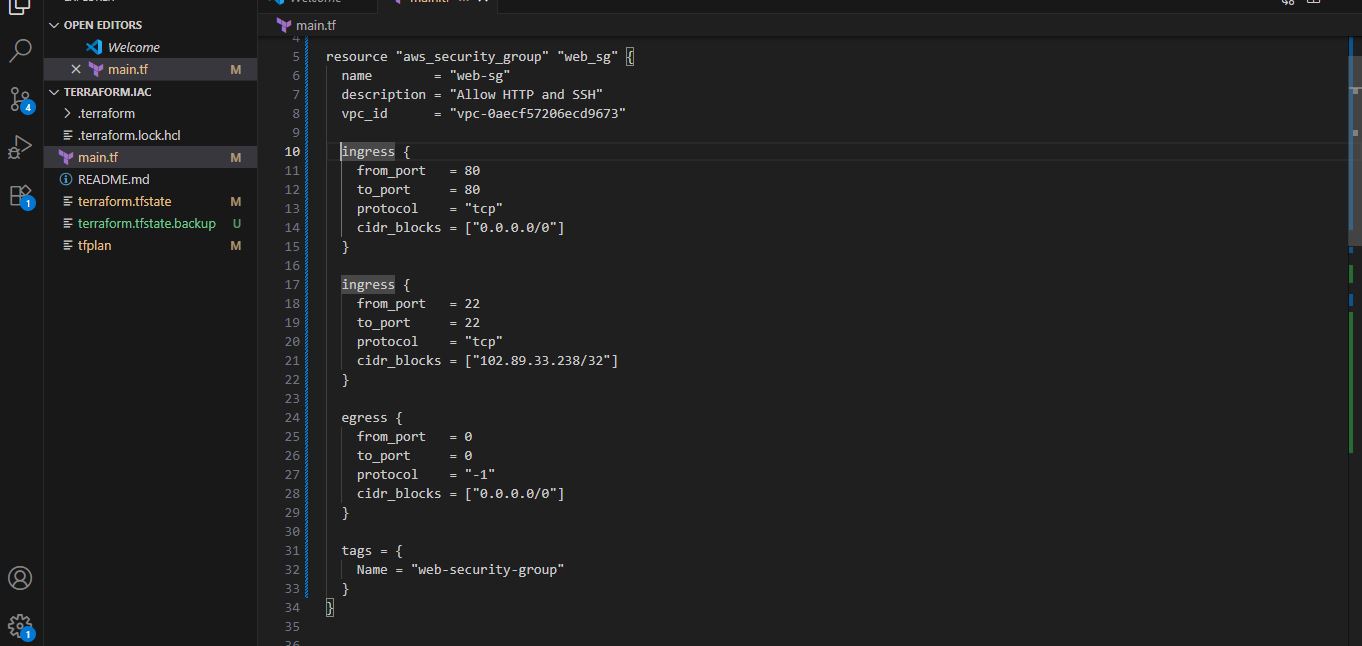 OPEN EDITORS
Welcome
main.tf M
TERRAFORM.IAC
.terraform
.terraform.lock.hcl
main.tf M
README.md
terraform.tfstate M
terraform.tfstate.backup U
tfplan M
4
1
1
main.tf
4
5 resource "aws_security_group" "web_sg" {
6 name = "web-sg"
7 description = "Allow HTTP and SSH"
8 vpc_id = "vpc-0aecf57206ecd9673"
9
10 ingress {
11 from_port = 80
12 to_port = 80
13 protocol = "tcp"
14 cidr_blocks = ["0.0.0.0/0"]
15 }
16
17 ingress {
18 from_port = 22
19 to_port = 22
20 protocol = "tcp"
21 cidr_blocks = ["102.89.33.238/32"]
22 }
23
24 egress {
25 from_port = 0
26 to_port = 0
27 protocol = "-1"
28 cidr_blocks = ["0.0.0.0/0"]
29 }
30
31 tags = {
32 Name = "web-security-group"
33 }
34 }
35
36